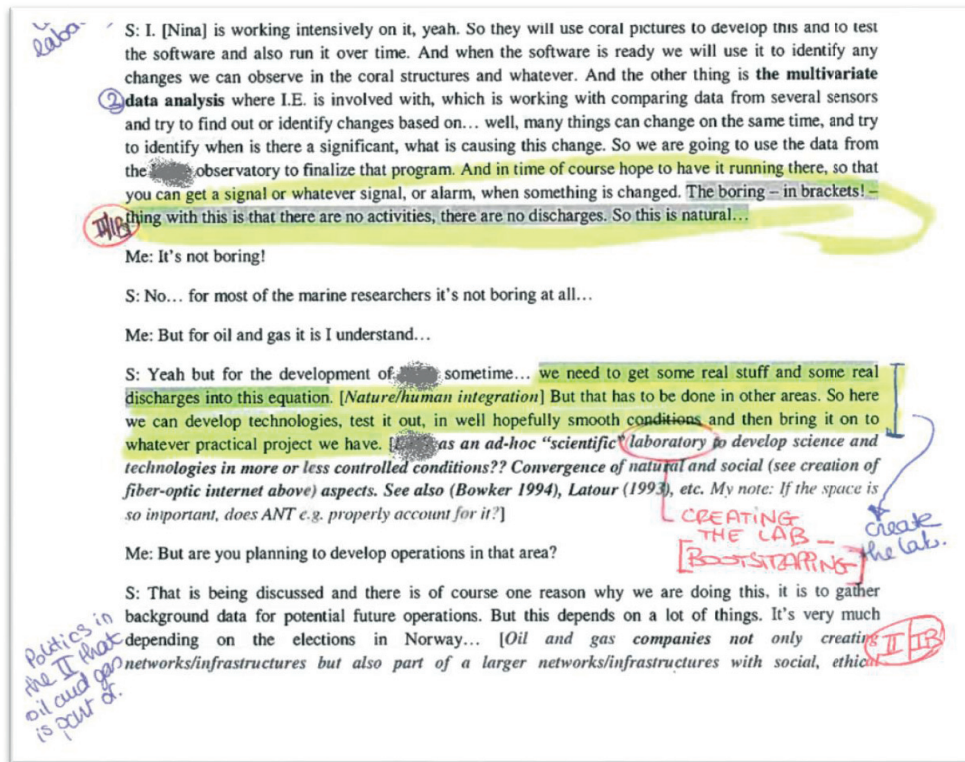 laba
S: I. [Nina] is working intensively on it, yeah. So they will use coral pictures to develop this and to test
the software and also run it over time. And when the software is ready we will use it to identify any
changes we can observe in the coral structures and whatever. And the other thing is the multivariate
② data analysis where I.E. is involved with, which is working with comparing data from several sensors
and try to find out or identify changes based on… well, many things can change on the same time, and try
to identify when is there a significant, what is causing this change. So we are going to use the data from
the observatory to finalize that program. And in time of course hope to have it running there, so that
you can get a signal or whatever signal, or alarm, when something is changed. The boring – in brackets! –
II/IB thing with this is that there are no activities, there are no discharges. So this is natural…
Me: It's not boring!
S: No… for most of the marine researchers it's not boring at all…
Me: But for oil and gas it is I understand…
S: Yeah but for the development of sometime… we need to get some real stuff and some real
discharges into this equation. [Nature/human integration] But that has to be done in other areas. So here
we can develop technologies, test it out, in well hopefully smooth conditions and then bring it on to
whatever practical project we have. [ as an ad-hoc “scientific” laboratory to develop science and
technologies in more or less controlled conditions?? Convergence of natural and social (see creation of
fiber-optic internet above) aspects. See also (Bowker 1994), Latour (1993), etc. My note: If the space is
so important, does ANT e.g. properly account for it?]
CREATING
THE LAB –
[BOOTSTRAPPING]
create
the lab.
Me: But are you planning to develop operations in that area?
S: That is being discussed and there is of course one reason why we are doing this, it is to gather
background data for potential future operations. But this depends on a lot of things. It's very much
depending on the elections in Norway… [Oil and gas companies not only creating
networks/infrastructures but also part of a larger networks/infrastructures with social, ethical
II/IB
Politics in
the II that
oil and gas
is part of.